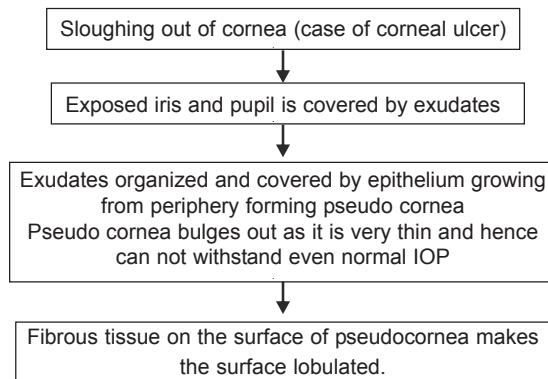 Sloughing out of cornea (case of corneal ulcer)
Exposed iris and pupil is covered by exudates
Exudates organized and covered by epithelium growing
from periphery forming pseudo cornea
Pseudo cornea bulges out as it is very thin and hence
can not withstand even normal IOP
Fibrous tissue on the surface of pseudocornea makes
the surface lobulated.